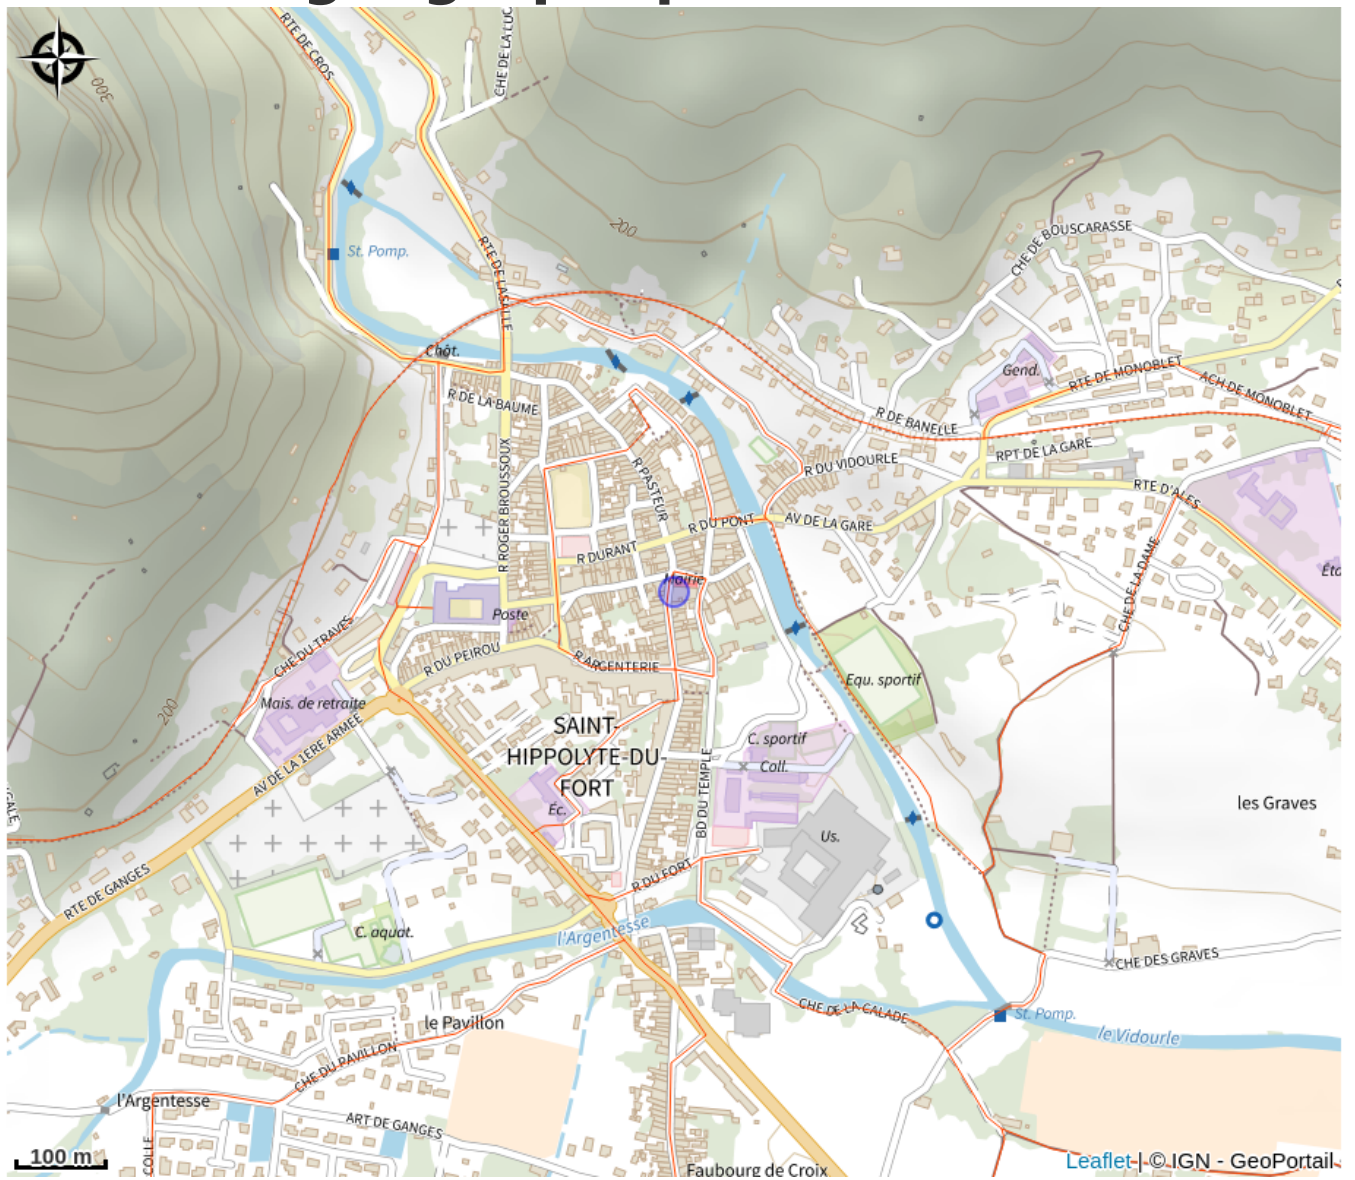 RTE DE CROS
CHE DE LA LUC
300
St. Pomp.
RTE DE LASALLE
200
CHE DE BOUSCARASSE
Chât.
Gend.
RTE DE MONOBLET
ACH DE MONOBLET
R DE LA BAUME
R DE BANELLE
R ROGER BROUSSOUX
R PASTEUR
R DU VIDOURLE
RPT DE LA GARE
RTE D'ALES
R DU PONT
AV DE LA GARE
R DURANT
Mairie
CHE DE LA DAME
Poste
CHE DU TRAVES
R DU PEIROU
R ARGENTERIE
Equ. sportif
Mais. de retraite
200
AV DE LA 1ERE ARMEE
SAINT-
HIPPOLYTE-DU-
FORT
C. sportif
Coll.
BD DU TEMPLE
Éc.
Us.
les Graves
RTE DE GANGES
R DU FORT
C. aquat.
l'Argentesse
CHE DES GRAVES
CHE DE LA CALADE
St. Pomp.
le Vidourle
le Pavillon
CHE DU PAVILLON
l'Argentesse
ART DE GANGES
COLLE
100 m
Faubourg de Croix
Leaflet | © IGN - GeoPortail